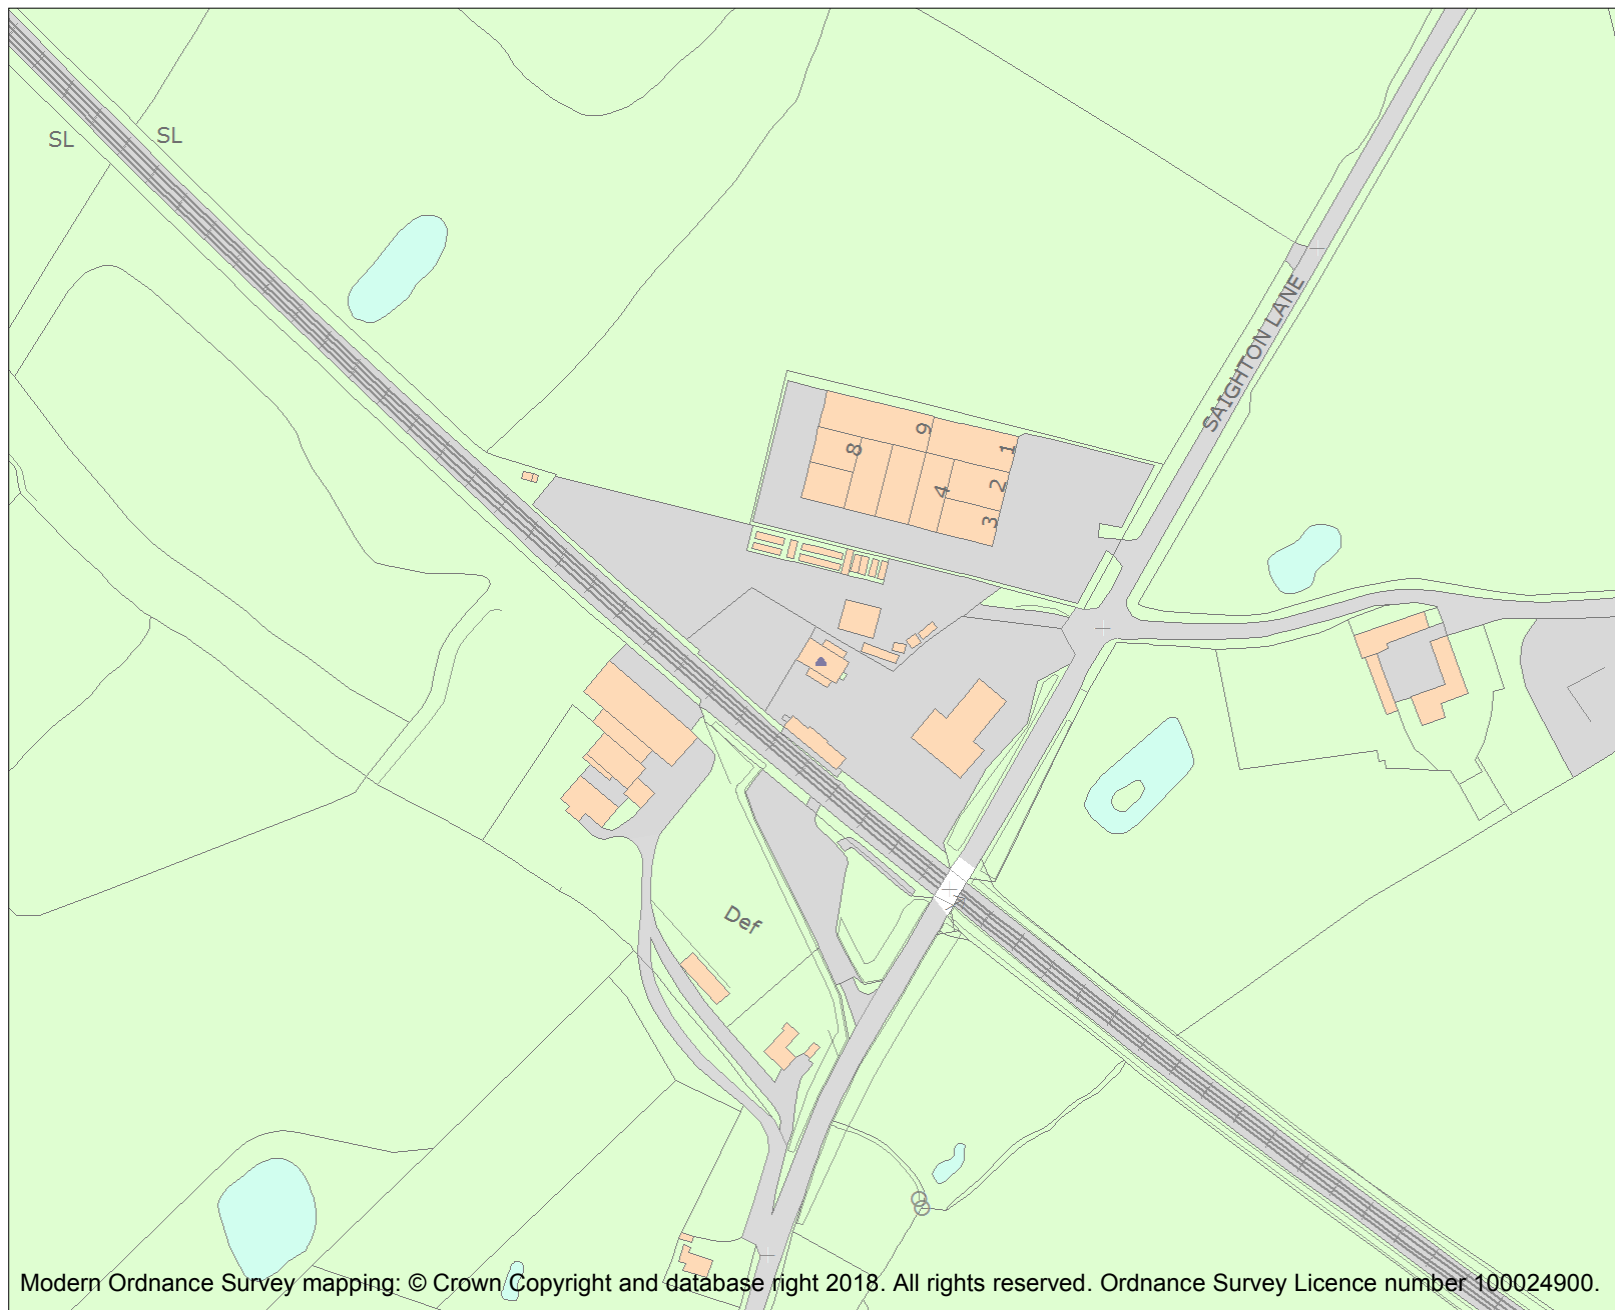 SL
SL
SAIGHTON LANE
9
1
8
4
2
3
Def
Modern Ordnance Survey mapping: © Crown Copyright and database right 2018. All rights reserved. Ordnance Survey Licence number 100024900.